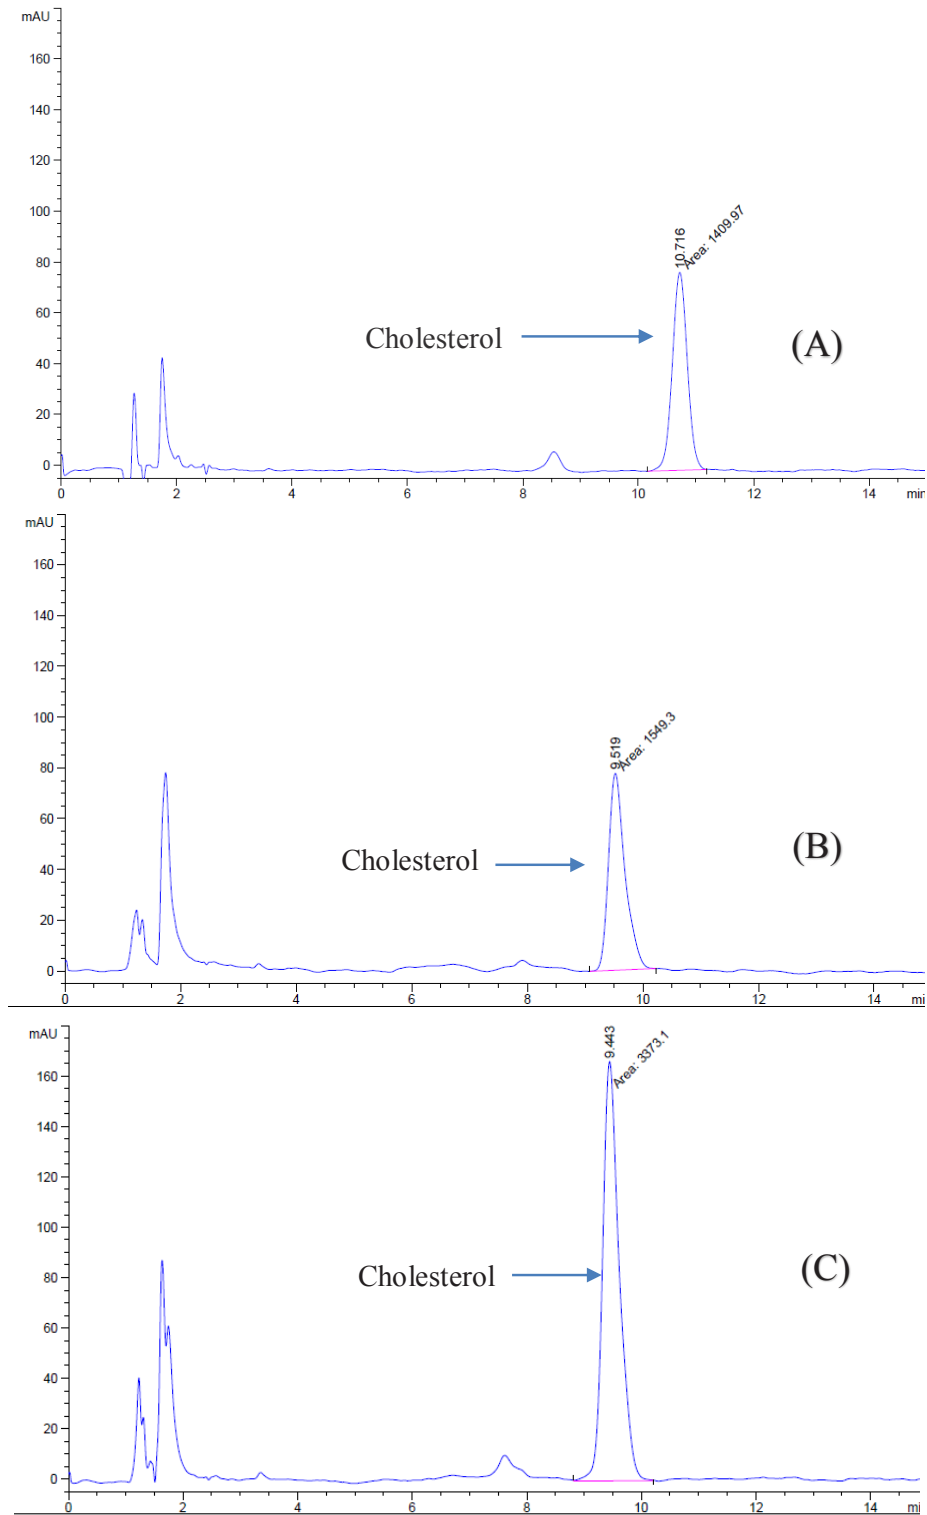 mAU
160
140
120
100
80
60
40
20
0
10.716
Area: 1409.97
Cholesterol
(A)
0 2 4 6 8 10 12 14 min
mAU
160
140
120
100
80
60
40
20
0
9.519
Area: 1549.3
Cholesterol
(B)
0 2 4 6 8 10 12 14 mi
mAU
160
140
120
100
80
60
40
20
0
9.443
Area: 3373.1
Cholesterol
(C)
0 2 4 6 8 10 12 14 mi